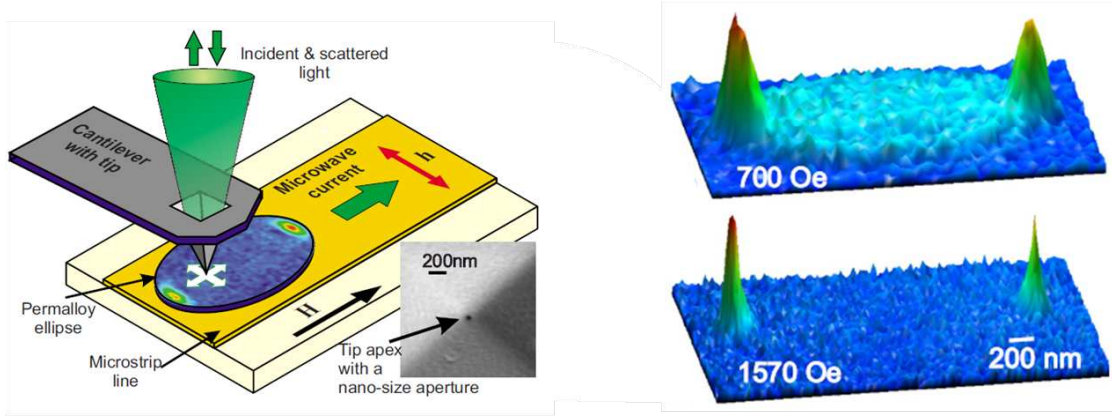 Incident & scattered
light
Cantilever
with tip
Microwave
current
h
200nm
H
Permalloy
ellipse
Microstrip
line
Tip apex
with a
nano-size aperture
700 Oe
1570 Oe
200 nm